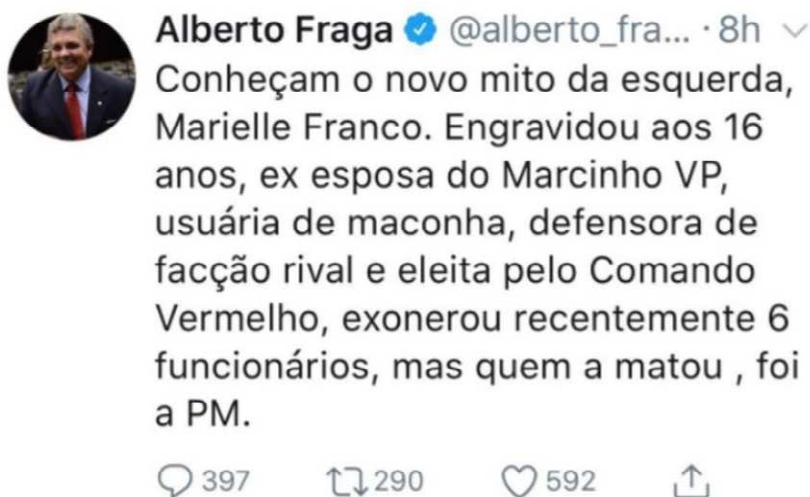 Alberto Fraga @alberto_fra... · 8h
Conheçam o novo mito da esquerda,
Marielle Franco. Engravidou aos 16
anos, ex esposa do Marcinho VP,
usuária de maconha, defensora de
facção rival e eleita pelo Comando
Vermelho, exonerou recentemente 6
funcionários, mas quem a matou , foi
a PM.
397 290 592